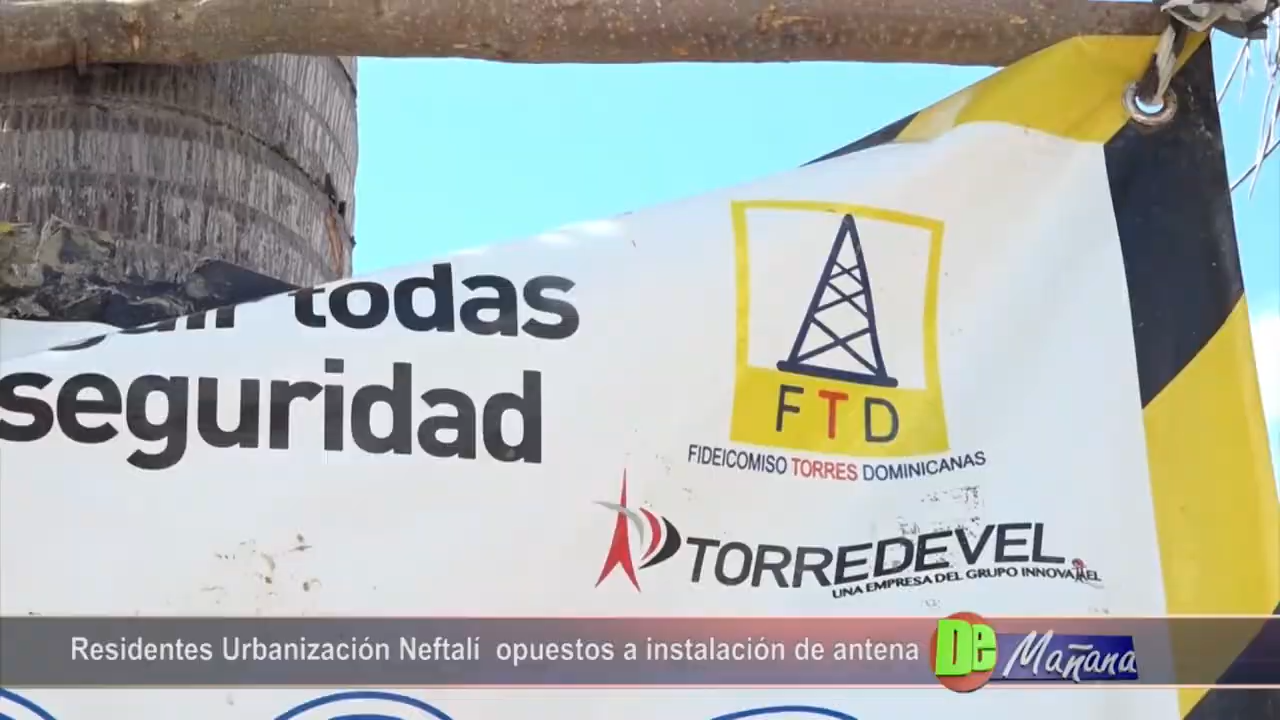 todas
seguridad
FTD
FIDEICOMISO TORRES DOMINICANAS
TORREDEVEL
UNA EMPRESA DEL GRUPO INNOVATEL
Residentes Urbanización Neftalí opuestos a instalación de antena
De Mañana